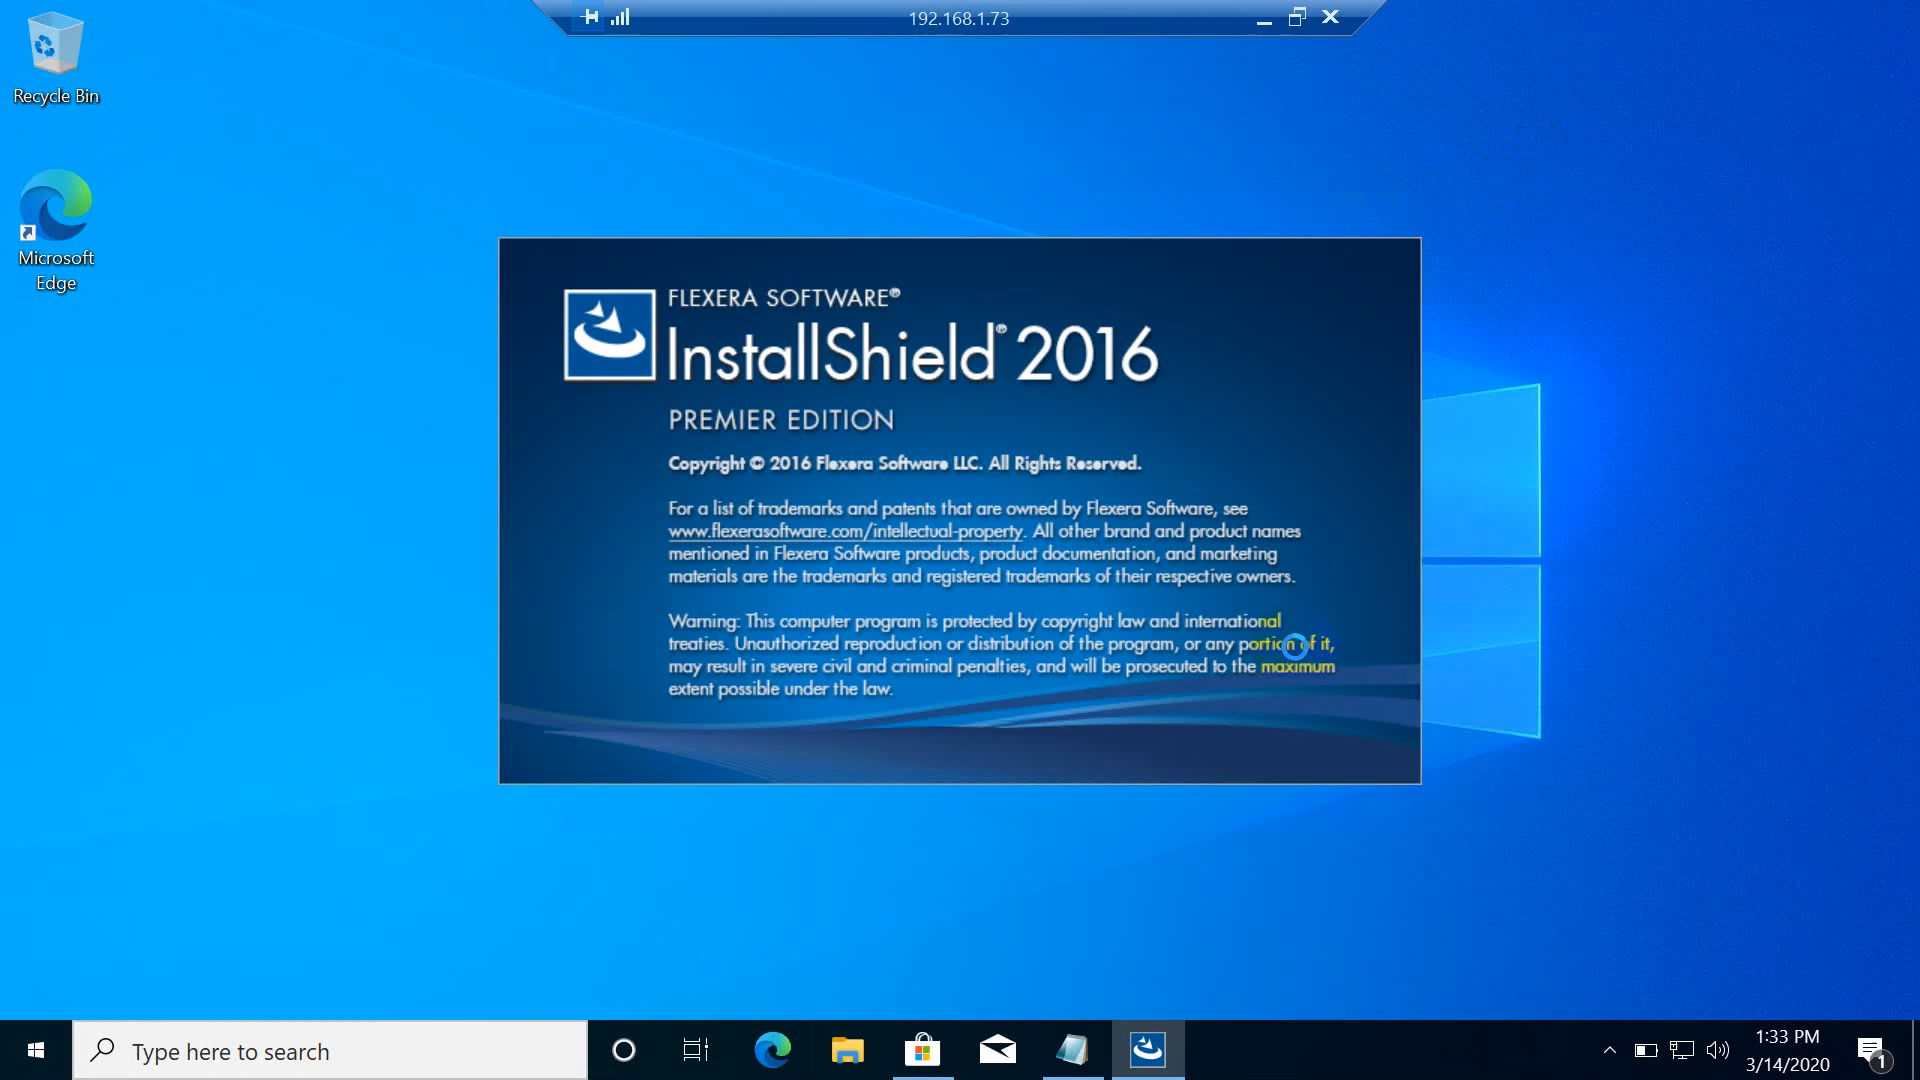 192.168.1.73
Recycle Bin
Microsoft
Edge
FLEXERA SOFTWARE®
InstallShield® 2016
PREMIER EDITION
Copyright © 2016 Flexera Software LLC. All Rights Reserved.
For a list of trademarks and patents that are owned by Flexera Software, see
www.flexerasoftware.com/intellectual-property. All other brand and product names
mentioned in Flexera Software products, product documentation, and marketing
materials are the trademarks and registered trademarks of their respective owners.
Warning: This computer program is protected by copyright law and international
treaties. Unauthorized reproduction or distribution of the program, or any portion of it,
may result in severe civil and criminal penalties, and will be prosecuted to the maximum
extent possible under the law.
Type here to search
1:33 PM
3/14/2020
1